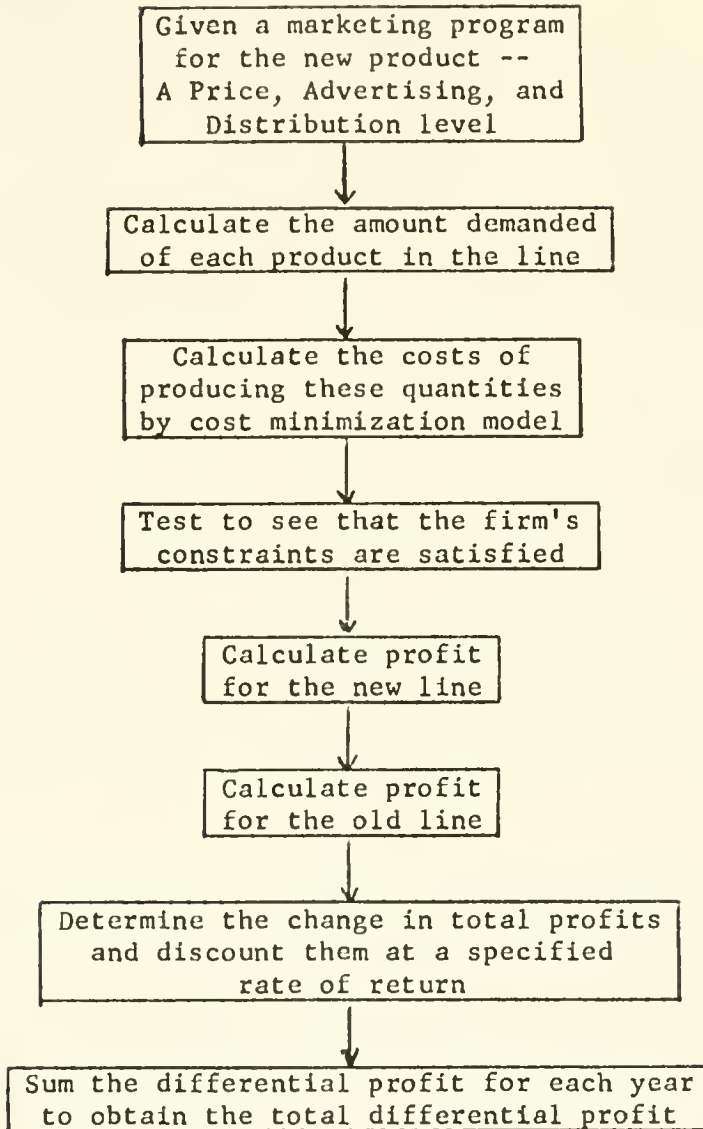 Given a marketing program
for the new product --
A Price, Advertising, and
Distribution level
Calculate the amount demanded
of each product in the line
Calculate the costs of
producing these quantities
by cost minimization model
Test to see that the firm's
constraints are satisfied
Calculate profit
for the new line
Calculate profit
for the old line
Determine the change in total profits
and discount them at a specified
rate of return
Sum the differential profit for each year
to obtain the total differential profit